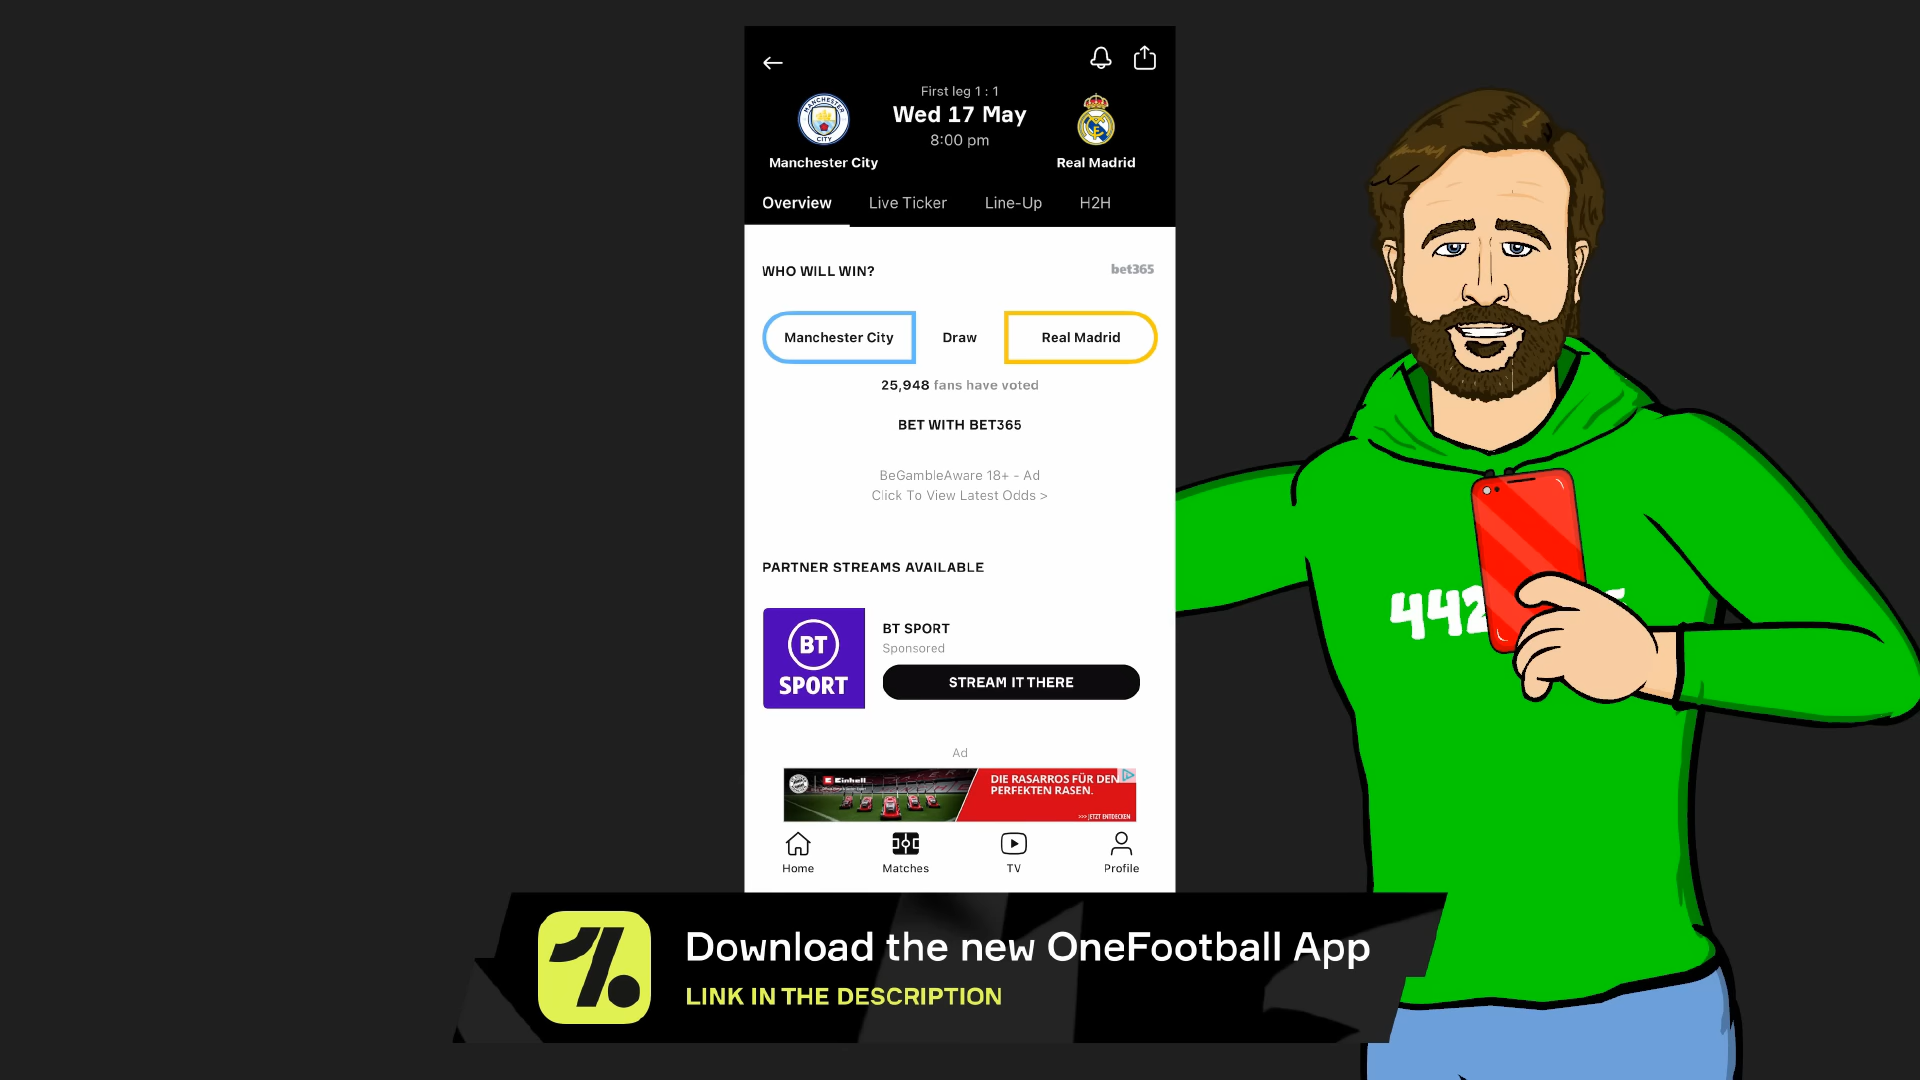 First leg 1 : 1
Wed 17 May
8:00 pm
MANCHESTER
CITY
Manchester City
Real Madrid
Overview
Live Ticker
Line-Up
H2H
WHO WILL WIN?
bet365
Manchester City
Draw
Real Madrid
25,948 fans have voted
BET WITH BET365
BeGambleAware 18+ - Ad
Click To View Latest Odds >
PARTNER STREAMS AVAILABLE
BT
SPORT
BT SPORT
Sponsored
STREAM IT THERE
Ad
Einhell
DIE RASARROS FÜR DEN
PERFEKTEN RASEN.
>>> JETZT ENTDECKEN
Home
Matches
TV
Profile
442
Download the new OneFootball App
LINK IN THE DESCRIPTION